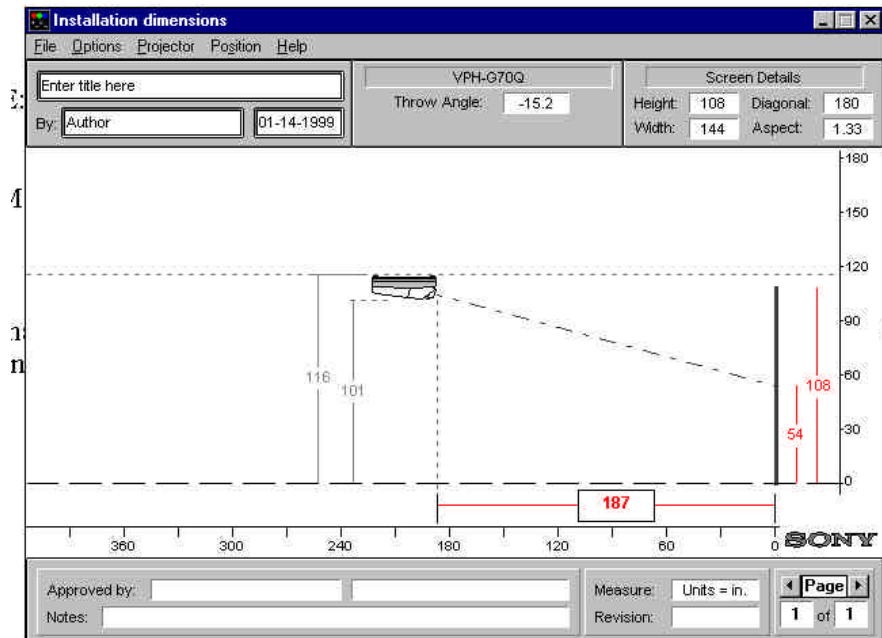 Installation dimensions
File Options Projector Position Help
Enter title here
By: Author 01-14-1999
VPH-G70Q
Throw Angle: -15.2
Screen Details
Height: 108 Diagonal: 180
Width: 144 Aspect: 1.33
180
150
120
90
60
30
0
116
101
108
54
187
360 300 240 180 120 60 0
SONY
Approved by:
Notes:
Measure: Units = in.
Revision:
Page
1 of 1